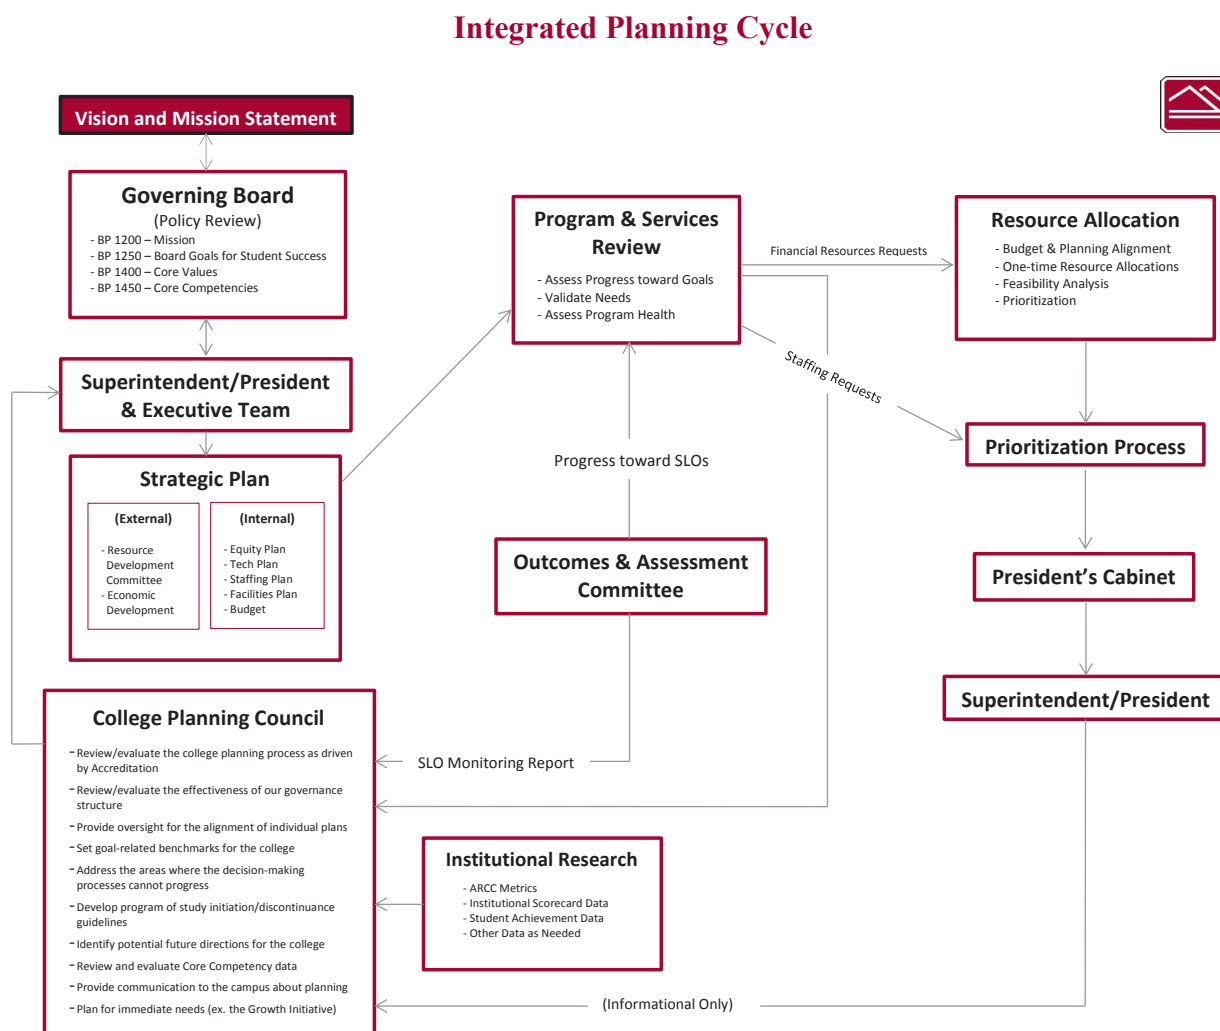 Integrated Planning Cycle
Vision and Mission Statement
Governing Board
(Policy Review)
- BP 1200 – Mission
- BP 1250 – Board Goals for Student Success
- BP 1400 – Core Values
- BP 1450 – Core Competencies
Superintendent/President
& Executive Team
Strategic Plan
(External)
- Resource
Development
Committee
- Economic
Development
(Internal)
- Equity Plan
- Tech Plan
- Staffing Plan
- Facilities Plan
- Budget
College Planning Council
- Review/evaluate the college planning process as driven
by Accreditation
- Review/evaluate the effectiveness of our governance
structure
- Provide oversight for the alignment of individual plans
- Set goal-related benchmarks for the college
- Address the areas where the decision-making
processes cannot progress
- Develop program of study initiation/discontinuance
guidelines
- Identify potential future directions for the college
- Review and evaluate Core Competency data
- Provide communication to the campus about planning
- Plan for immediate needs (ex. the Growth Initiative)
Program & Services
Review
- Assess Progress toward Goals
- Validate Needs
- Assess Program Health
Progress toward SLOs
Outcomes & Assessment
Committee
SLO Monitoring Report
Institutional Research
- ARCC Metrics
- Institutional Scorecard Data
- Student Achievement Data
- Other Data as Needed
(Informational Only)
Financial Resources Requests
Staffing Requests
Resource Allocation
- Budget & Planning Alignment
- One-time Resource Allocations
- Feasibility Analysis
- Prioritization
Prioritization Process
President’s Cabinet
Superintendent/President